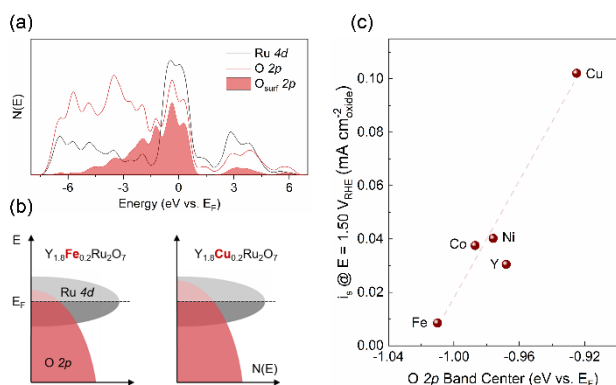 (a)
Ru 4d
O 2p
O_surf 2p
N(E)
-6 -3 0 3 6
Energy (eV vs. E_F)
(b)
E
Y_1.8Fe_0.2Ru_2O_7
Y_1.8Cu_0.2Ru_2O_7
Ru 4d
E_F
O 2p
N(E)
(c)
i_s @ E = 1.50 V_RHE (mA cm^-2_oxide)
0.10
0.08
0.06
0.04
0.02
0.00
Cu
Ni
Co
Y
Fe
-1.04 -1.00 -0.96 -0.92
O 2p Band Center (eV vs. E_F)